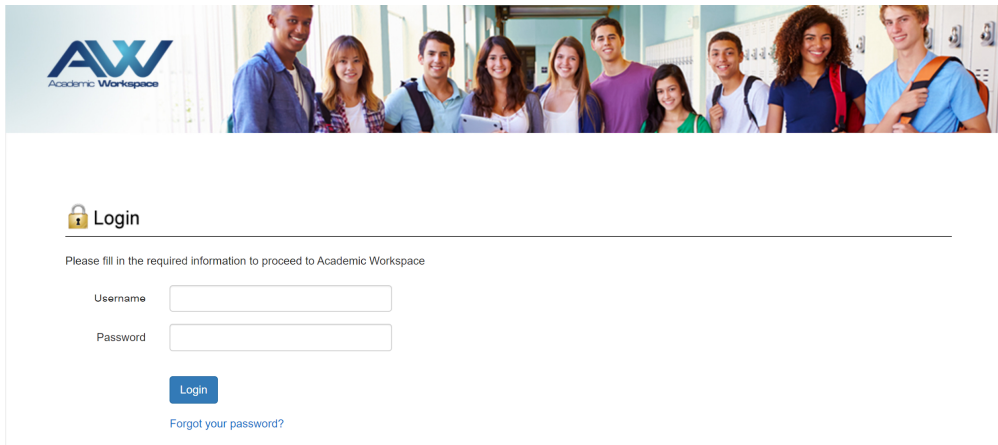 AW
Academic Workspace
Login
Please fill in the required information to proceed to Academic Workspace
Username
Password
Login
Forgot your password?